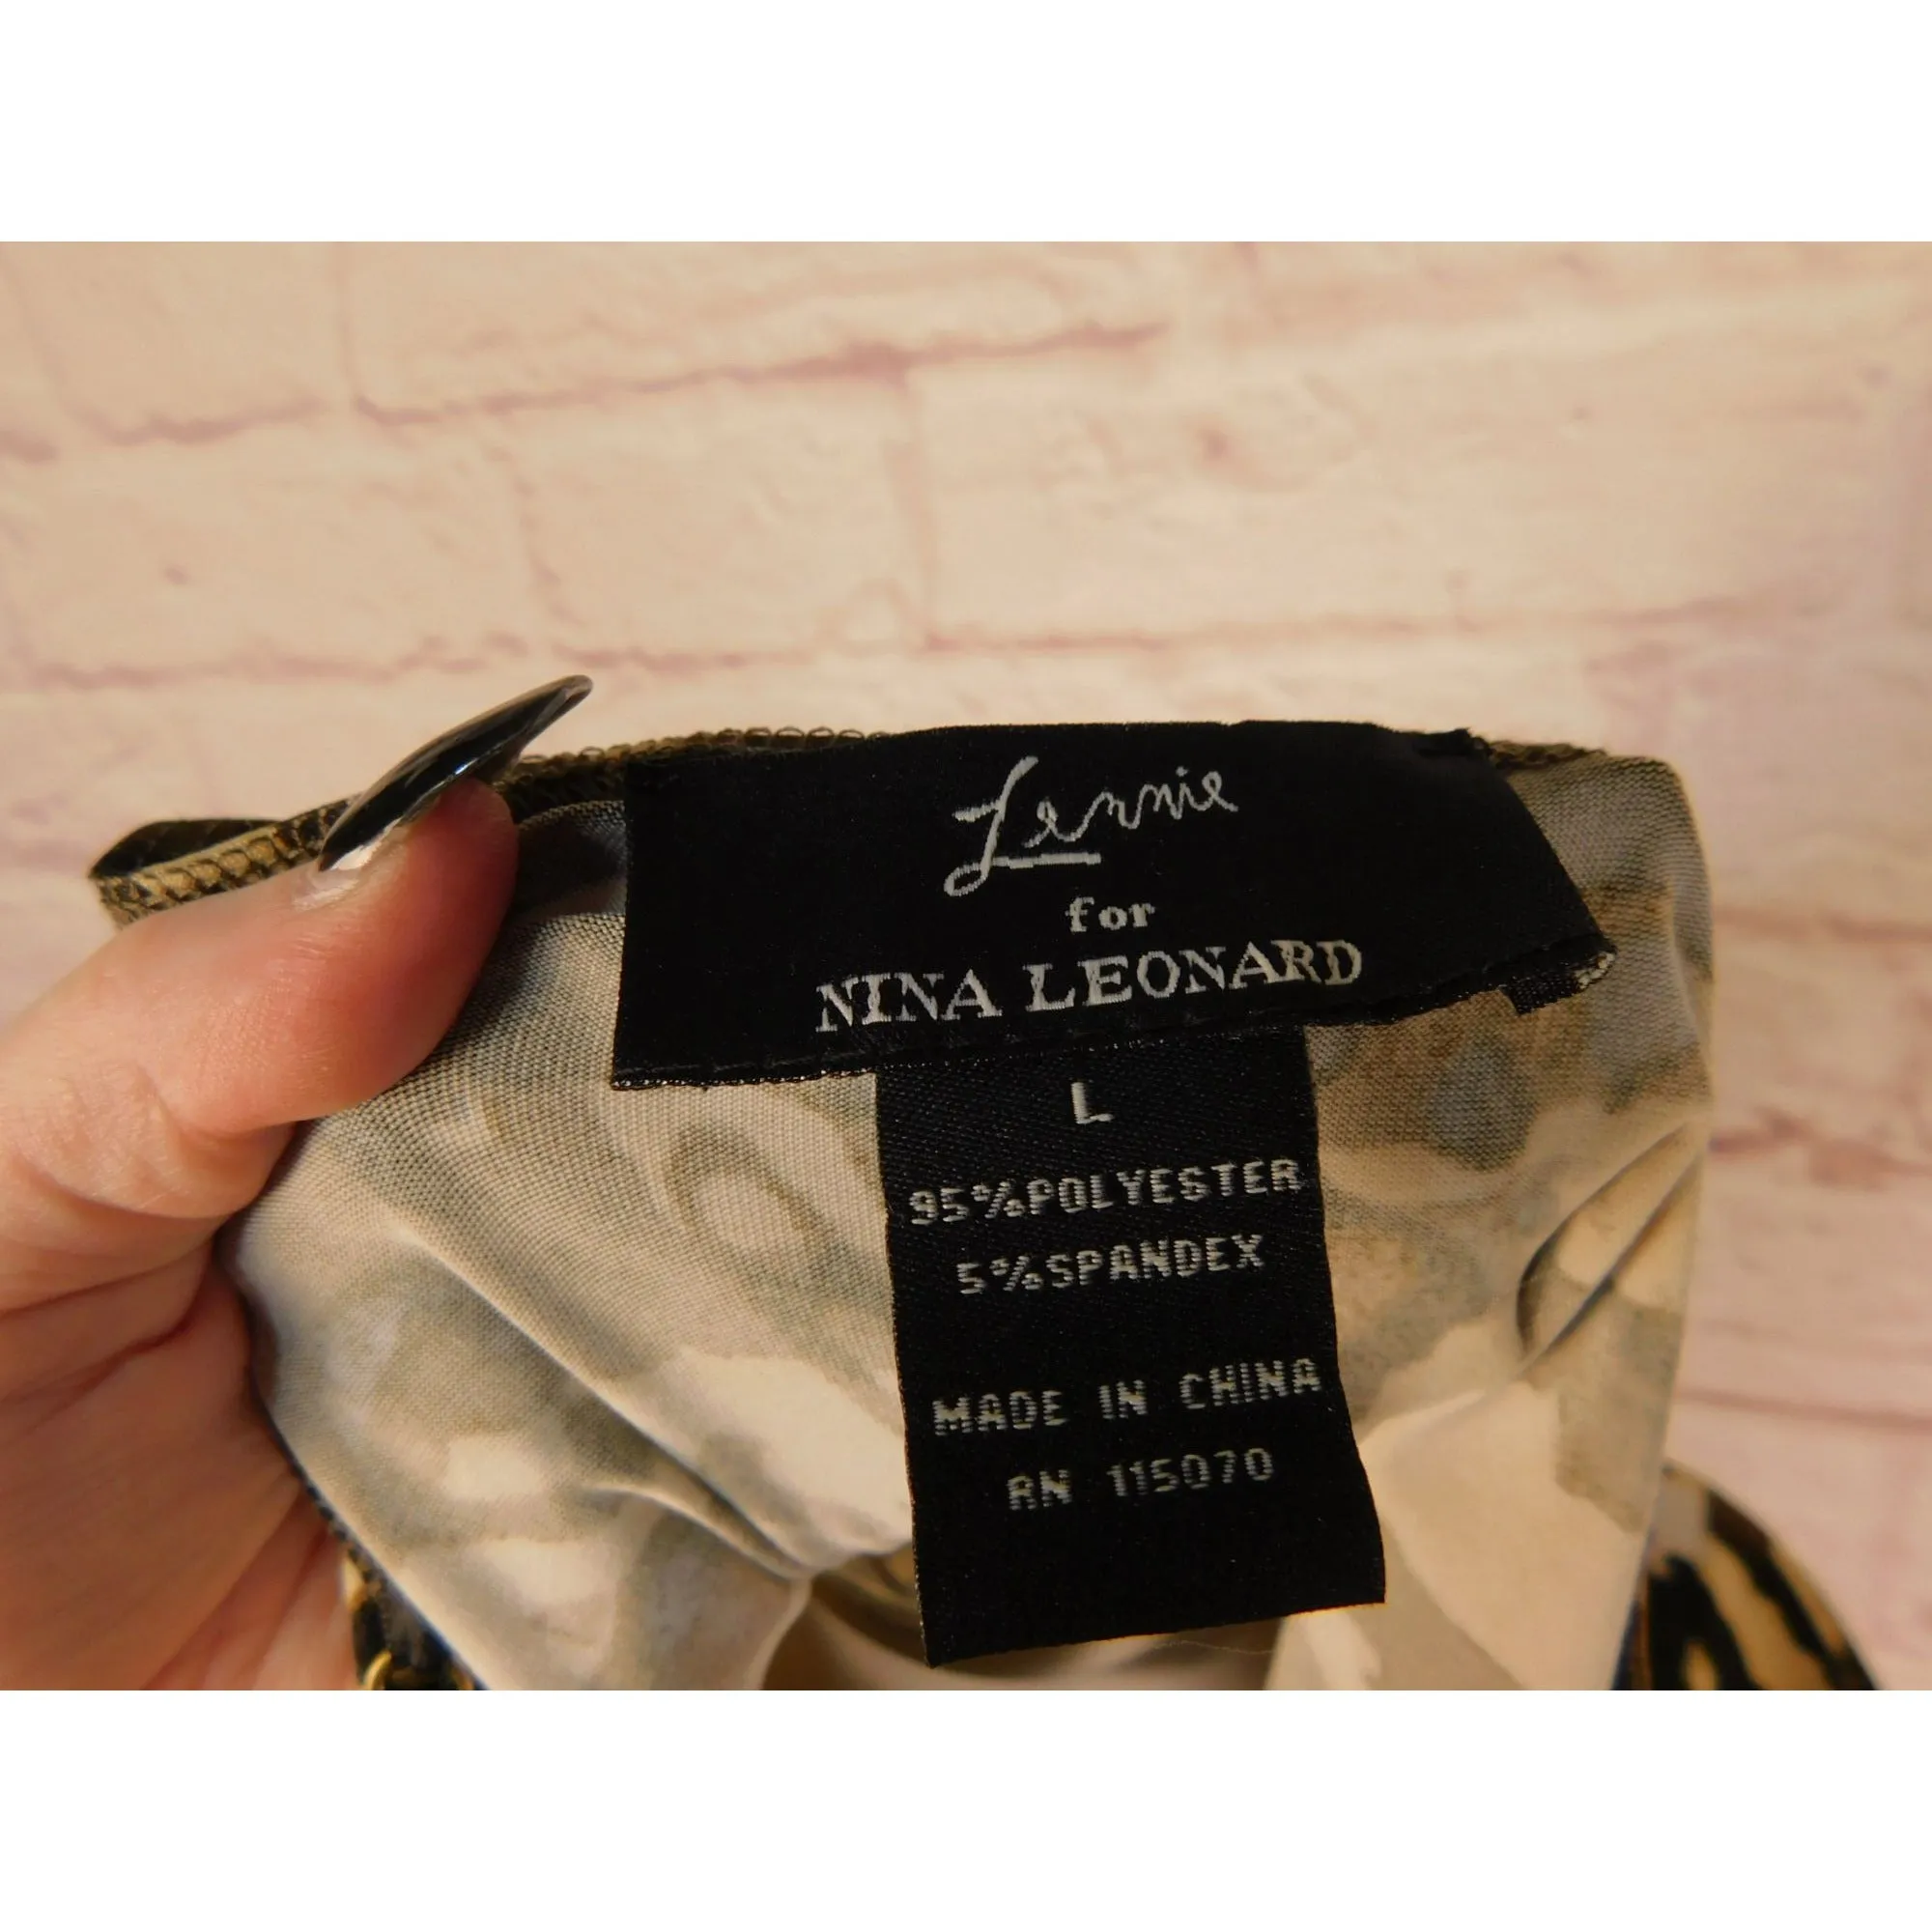 Lennie
for
NINA LEONARD
L
95%POLYESTER
5%SPANDEX
MADE IN CHINA
RN 115070